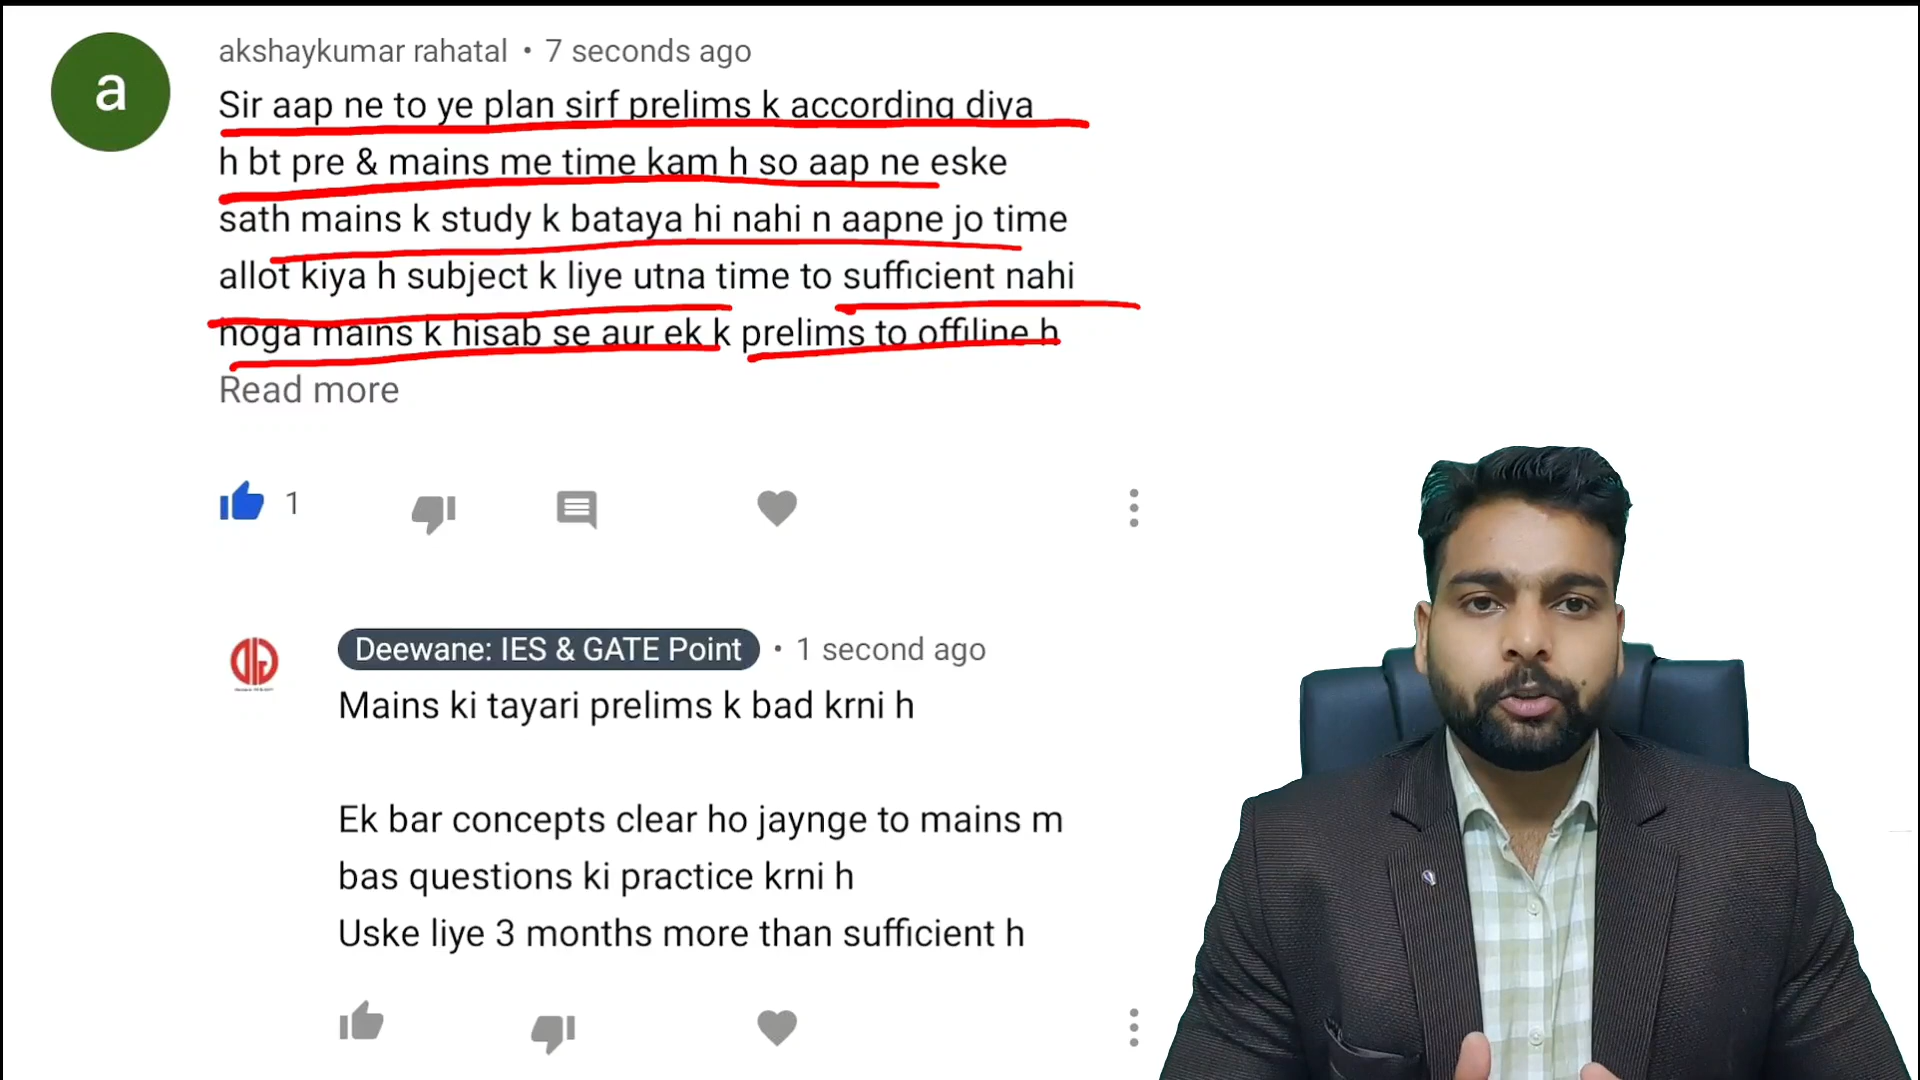 a
akshaykumar rahatal • 7 seconds ago
Sir aap ne to ye plan sirf prelims k according diya
h bt pre & mains me time kam h so aap ne eske
sath mains k study k bataya hi nahi n aapne jo time
allot kiya h subject k liye utna time to sufficient nahi
hoga mains k hisab se aur ek k prelims to offiline h
Read more
1
Deewane: IES & GATE Point • 1 second ago
Mains ki tayari prelims k bad krni h
Ek bar concepts clear ho jaynge to mains m
bas questions ki practice krni h
Uske liye 3 months more than sufficient h